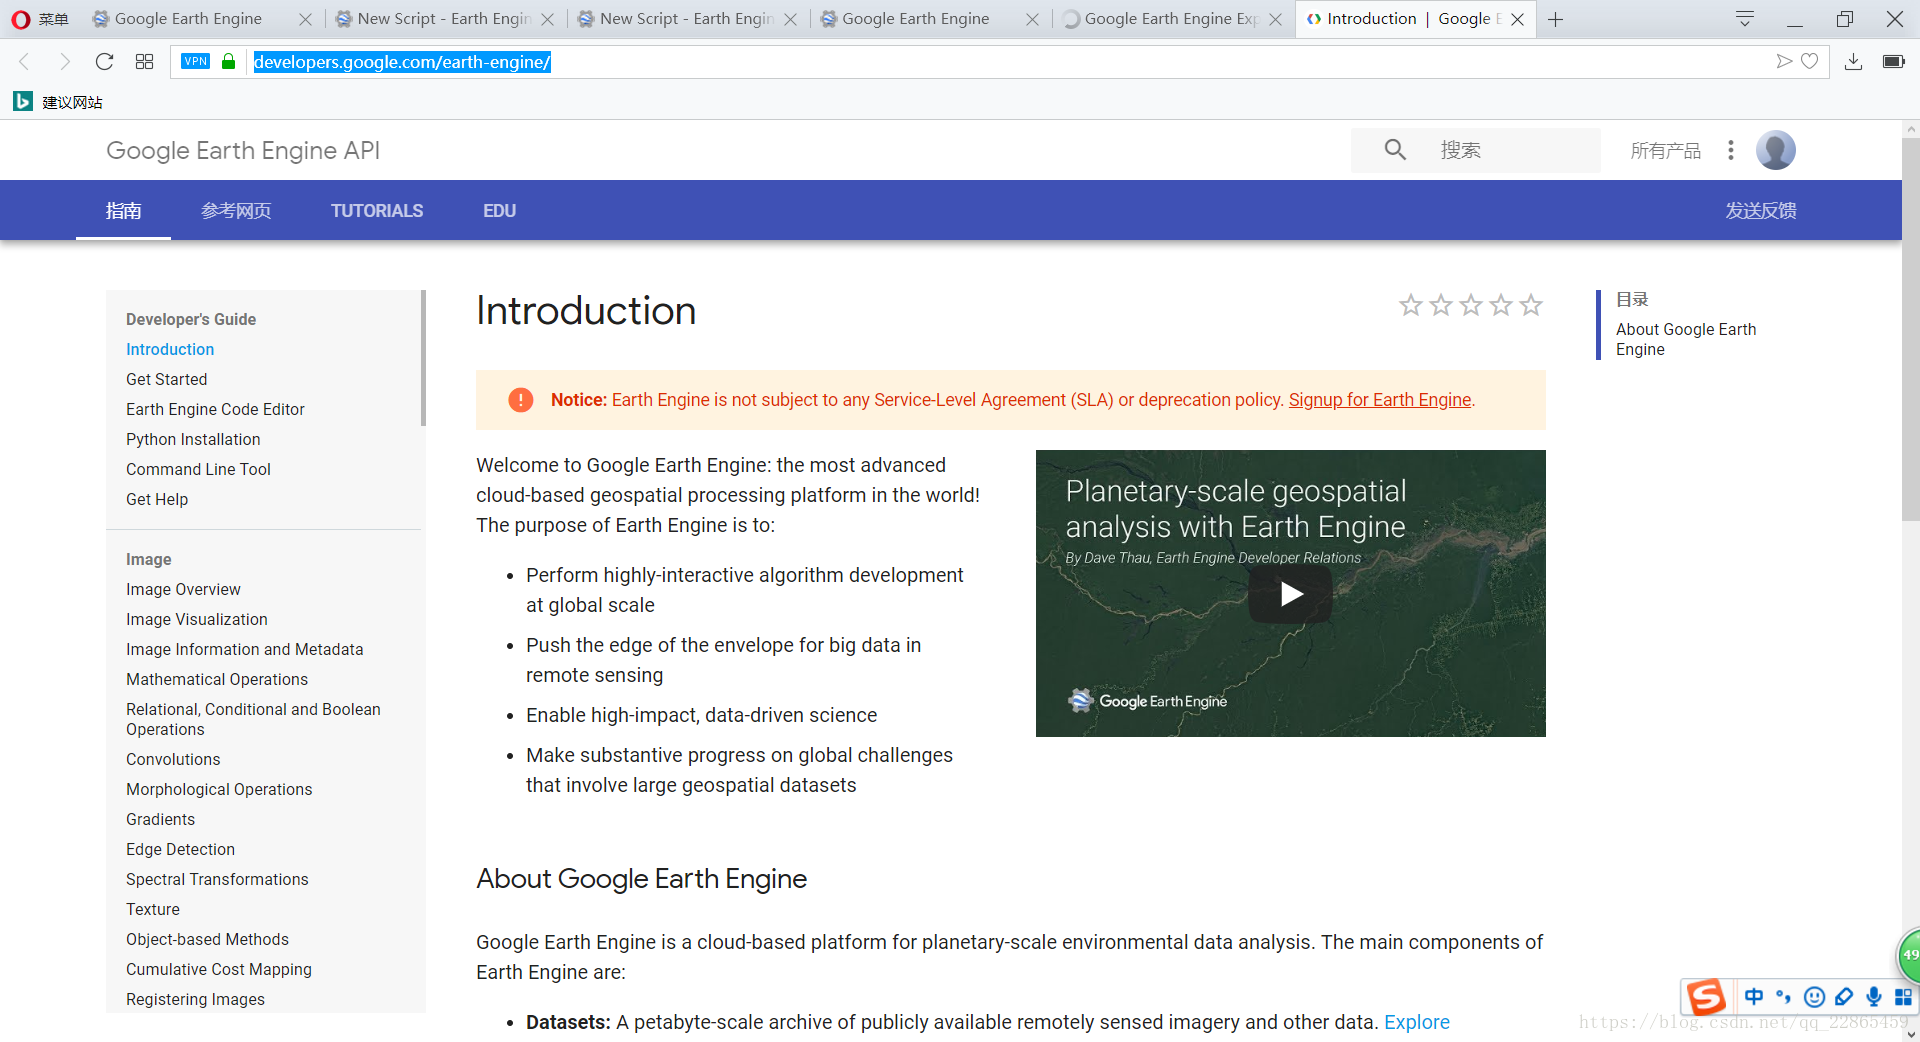 菜单
Google Earth Engine
New Script - Earth Engin
New Script - Earth Engin
Google Earth Engine
Google Earth Engine Exp
Introduction | Google E
VPN
developers.google.com/earth-engine/
建议网站
Google Earth Engine API
搜索
所有产品
指南
参考网页
TUTORIALS
EDU
发送反馈
Developer's Guide
Introduction
Get Started
Earth Engine Code Editor
Python Installation
Command Line Tool
Get Help
Image
Image Overview
Image Visualization
Image Information and Metadata
Mathematical Operations
Relational, Conditional and Boolean
Operations
Convolutions
Morphological Operations
Gradients
Edge Detection
Spectral Transformations
Texture
Object-based Methods
Cumulative Cost Mapping
Registering Images
Introduction
Notice: Earth Engine is not subject to any Service-Level Agreement (SLA) or deprecation policy. Signup for Earth Engine.
Welcome to Google Earth Engine: the most advanced
cloud-based geospatial processing platform in the world!
The purpose of Earth Engine is to:
• Perform highly-interactive algorithm development
at global scale
• Push the edge of the envelope for big data in
remote sensing
• Enable high-impact, data-driven science
• Make substantive progress on global challenges
that involve large geospatial datasets
Planetary-scale geospatial
analysis with Earth Engine
By Dave Thau, Earth Engine Developer Relations
Google Earth Engine
About Google Earth Engine
Google Earth Engine is a cloud-based platform for planetary-scale environmental data analysis. The main components of
Earth Engine are:
• Datasets: A petabyte-scale archive of publicly available remotely sensed imagery and other data. Explore
目录
About Google Earth
Engine
49
中
https://blog.csdn.net/qq_22865459